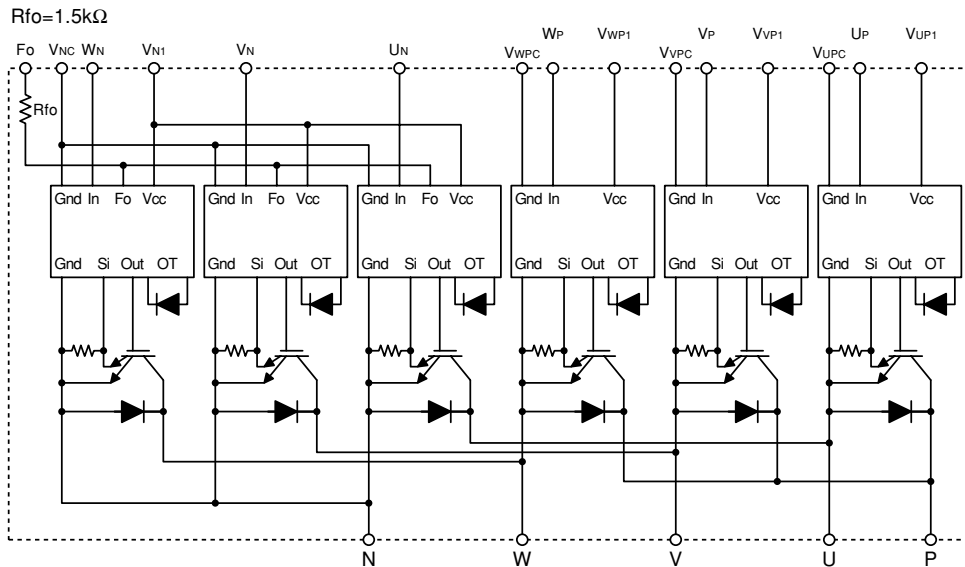 Rfo=1.5kΩ
Fo VNC WN VN1 VN UN VWPC WP VWP1 VVPC VP VVP1 VUPC UP VUP1
Rfo
Gnd In Fo Vcc Gnd In Fo Vcc Gnd In Fo Vcc Gnd In Vcc Gnd In Vcc Gnd In Vcc
Gnd Si Out OT Gnd Si Out OT Gnd Si Out OT Gnd Si Out OT Gnd Si Out OT Gnd Si Out OT
N W V U P